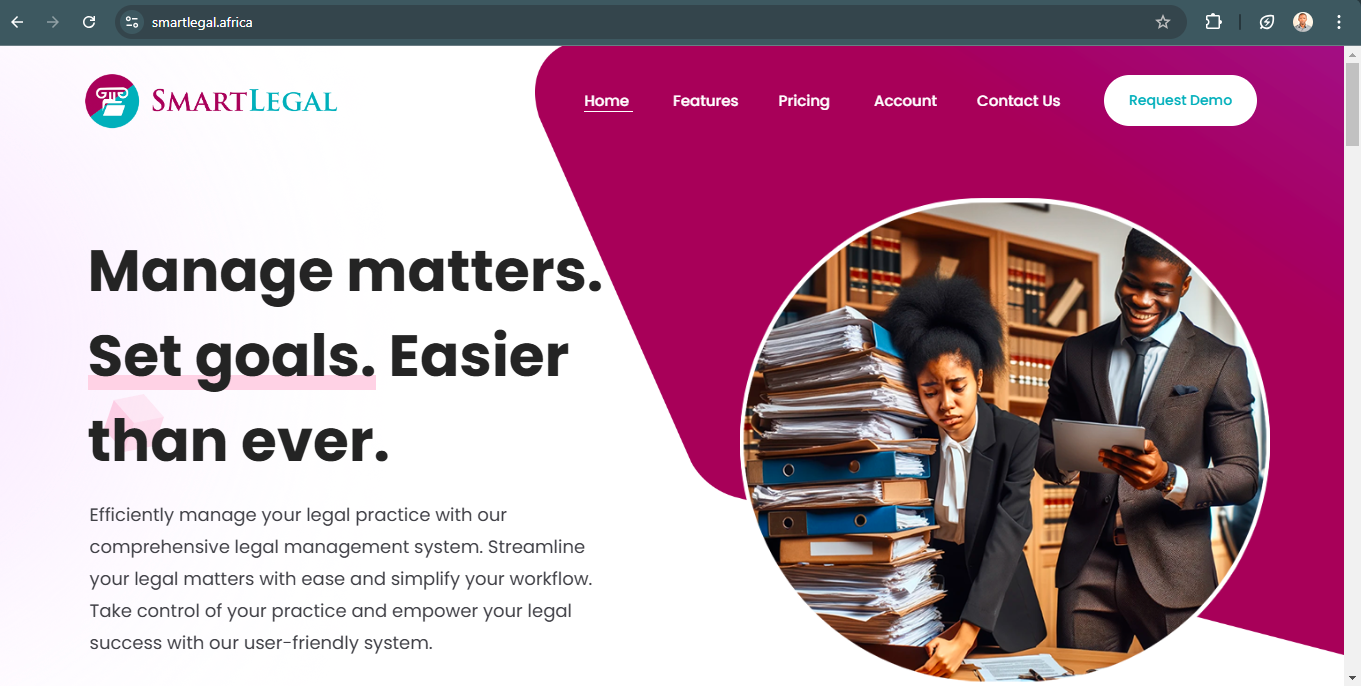 smartlegal.africa
SMARTLEGAL
Home Features Pricing Account Contact Us Request Demo
Manage matters.
Set goals. Easier
than ever.
Efficiently manage your legal practice with our
comprehensive legal management system. Streamline
your legal matters with ease and simplify your workflow.
Take control of your practice and empower your legal
success with our user-friendly system.